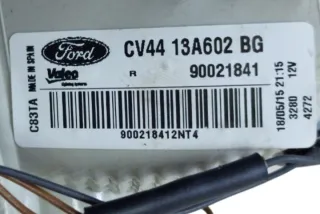 Ford
CV44 13A602 BG
Valeo
R
90021841
MADE IN SPAIN
C83TA
900218412NT4
18/05/15 21:15
3280 12V
4272